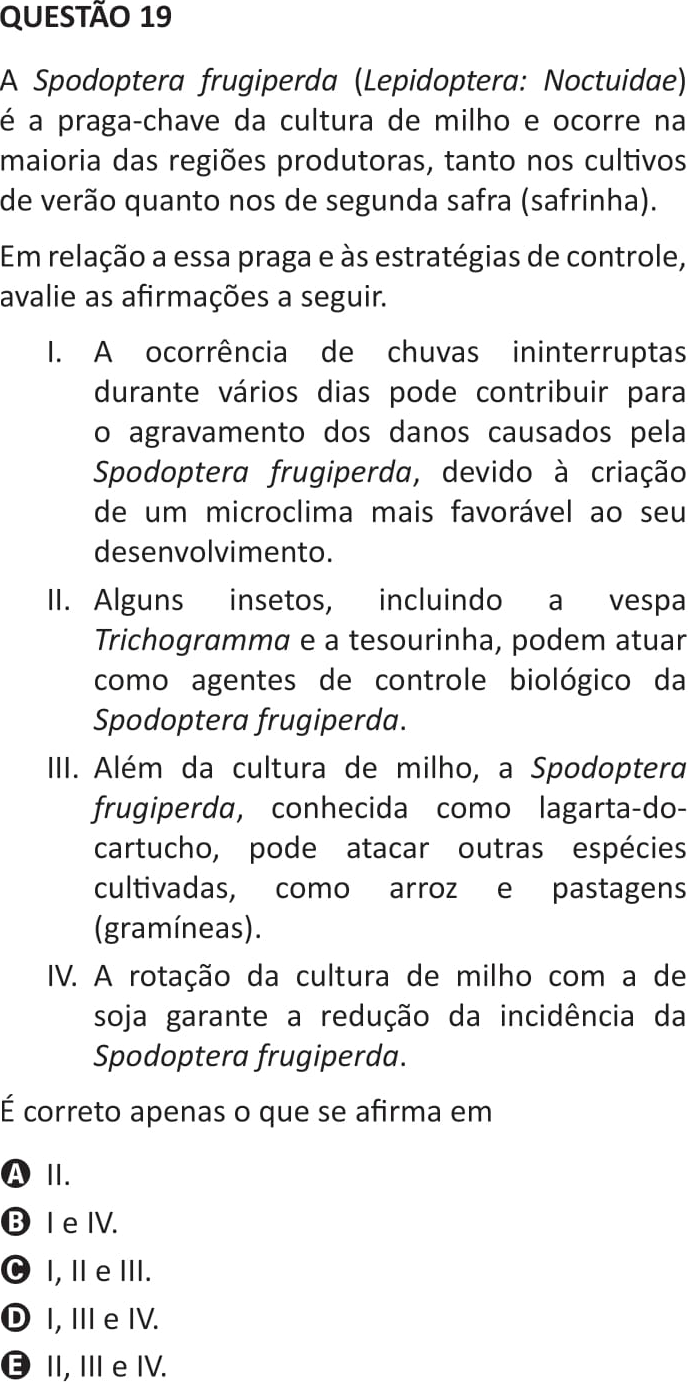 QUESTÃO 19
A Spodoptera frugiperda (Lepidoptera: Noctuidae)
é a praga-chave da cultura de milho e ocorre na
maioria das regiões produtoras, tanto nos cultivos
de verão quanto nos de segunda safra (safrinha).
Em relação a essa praga e às estratégias de controle,
avalie as afirmações a seguir.
I. A ocorrência de chuvas ininterruptas
durante vários dias pode contribuir para
o agravamento dos danos causados pela
Spodoptera frugiperda, devido à criação
de um microclima mais favorável ao seu
desenvolvimento.
II. Alguns insetos, incluindo a vespa
Trichogramma e a tesourinha, podem atuar
como agentes de controle biológico da
Spodoptera frugiperda.
III. Além da cultura de milho, a Spodoptera
frugiperda, conhecida como lagarta-do-
cartucho, pode atacar outras espécies
cultivadas, como arroz e pastagens
(gramíneas).
IV. A rotação da cultura de milho com a de
soja garante a redução da incidência da
Spodoptera frugiperda.
É correto apenas o que se afirma em
A II.
B I e IV.
C I, II e III.
D I, III e IV.
E II, III e IV.